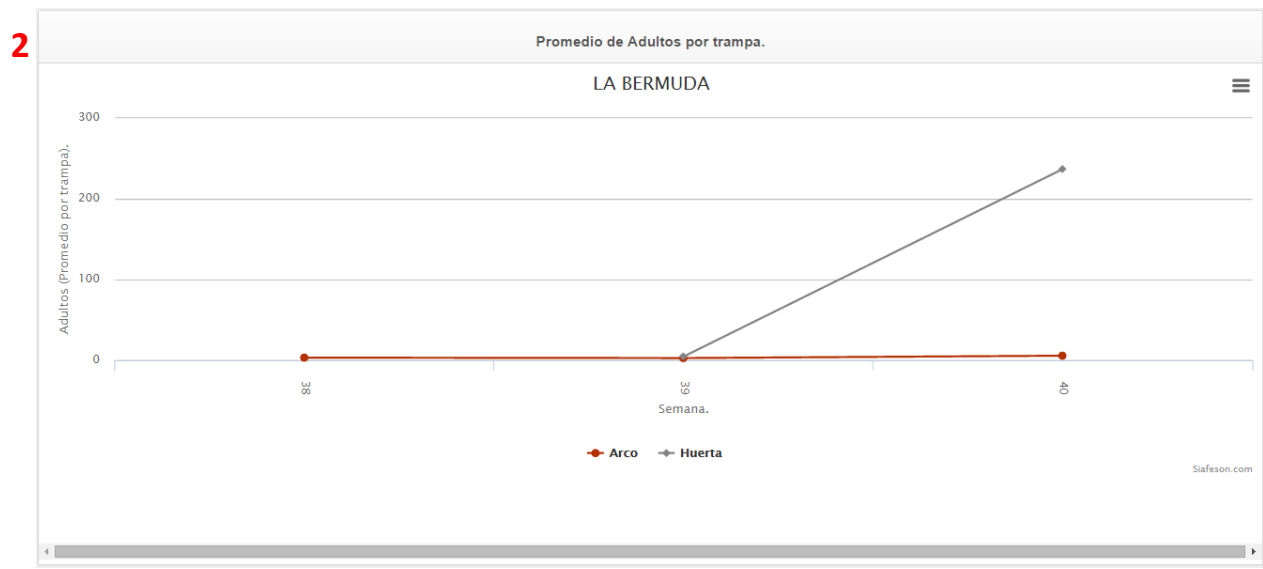 2
Promedio de Adultos por trampa.
LA BERMUDA
300
200
100
0
Adultos (Promedio por trampa).
38
39
40
Semana.
Arco Huerta
Siafeson.com